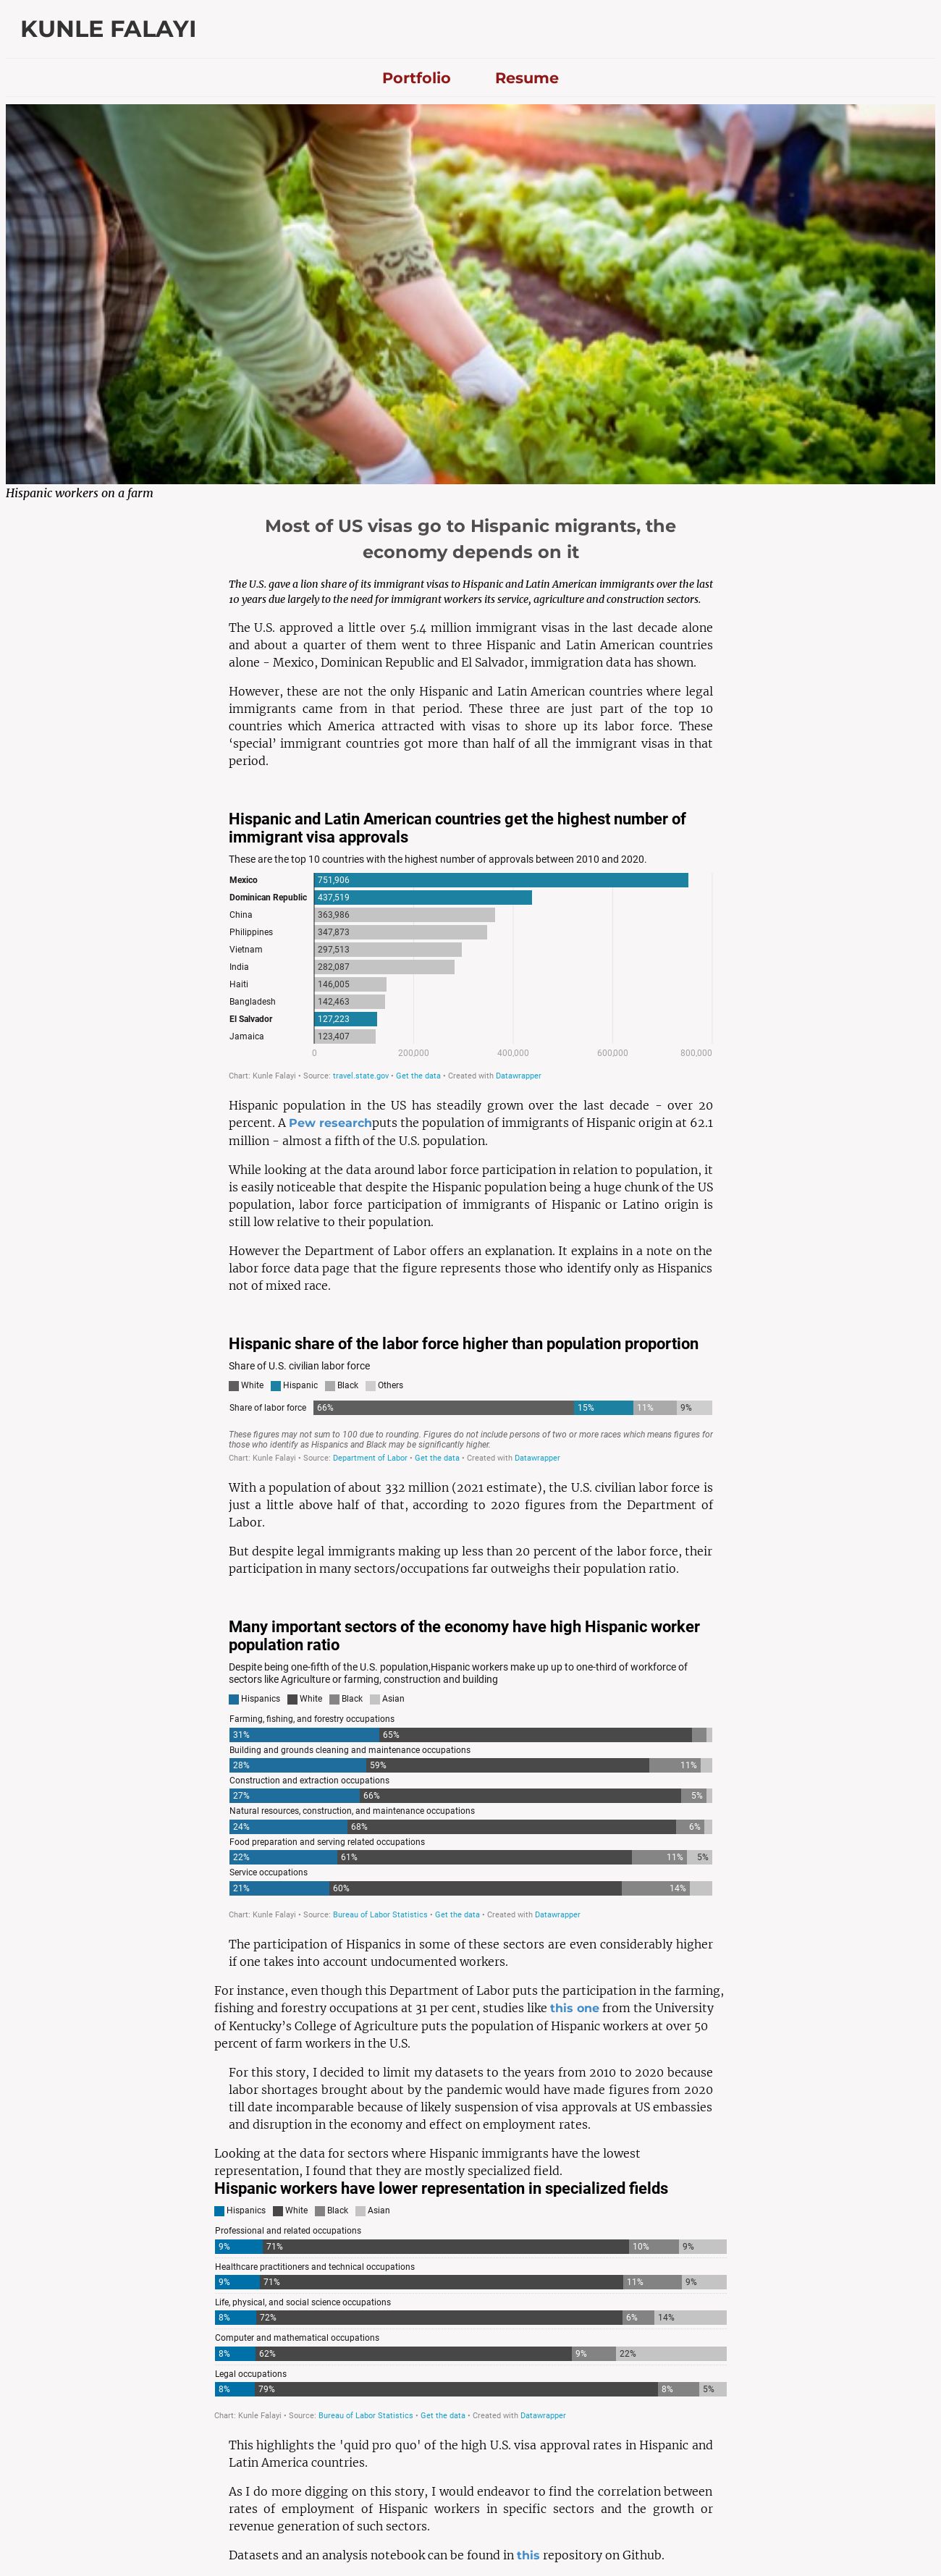 KUNLE FALAYI
Portfolio Resume
Hispanic workers on a farm
Most of US visas go to Hispanic migrants, the
economy depends on it
The U.S. gave a lion share of its immigrant visas to Hispanic and Latin American immigrants over the last
10 years due largely to the need for immigrant workers its service, agriculture and construction sectors.
The U.S. approved a little over 5.4 million immigrant visas in the last decade alone
and about a quarter of them went to three Hispanic and Latin American countries
alone - Mexico, Dominican Republic and El Salvador, immigration data has shown.
However, these are not the only Hispanic and Latin American countries where legal
immigrants came from in that period. These three are just part of the top 10
countries which America attracted with visas to shore up its labor force. These
‘special’ immigrant countries got more than half of all the immigrant visas in that
period.
Hispanic and Latin American countries get the highest number of
immigrant visa approvals
These are the top 10 countries with the highest number of approvals between 2010 and 2020.
Mexico 751,906
Dominican Republic 437,519
China 363,986
Philippines 347,873
Vietnam 297,513
India 282,087
Haiti 146,005
Bangladesh 142,463
El Salvador 127,223
Jamaica 123,407
0 200,000 400,000 600,000 800,000
Chart: Kunle Falayi • Source: travel.state.gov • Get the data • Created with Datawrapper
Hispanic population in the US has steadily grown over the last decade - over 20
percent. A Pew researchputs the population of immigrants of Hispanic origin at 62.1
million - almost a fifth of the U.S. population.
While looking at the data around labor force participation in relation to population, it
is easily noticeable that despite the Hispanic population being a huge chunk of the US
population, labor force participation of immigrants of Hispanic or Latino origin is
still low relative to their population.
However the Department of Labor offers an explanation. It explains in a note on the
labor force data page that the figure represents those who identify only as Hispanics
not of mixed race.
Hispanic share of the labor force higher than population proportion
Share of U.S. civilian labor force
White Hispanic Black Others
Share of labor force 66% 15% 11% 9%
These figures may not sum to 100 due to rounding. Figures do not include persons of two or more races which means figures for
those who identify as Hispanics and Black may be significantly higher.
Chart: Kunle Falayi • Source: Department of Labor • Get the data • Created with Datawrapper
With a population of about 332 million (2021 estimate), the U.S. civilian labor force is
just a little above half of that, according to 2020 figures from the Department of
Labor.
But despite legal immigrants making up less than 20 percent of the labor force, their
participation in many sectors/occupations far outweighs their population ratio.
Many important sectors of the economy have high Hispanic worker
population ratio
Despite being one-fifth of the U.S. population,Hispanic workers make up up to one-third of workforce of
sectors like Agriculture or farming, construction and building
Hispanics White Black Asian
Farming, fishing, and forestry occupations
31% 65%
Building and grounds cleaning and maintenance occupations
28% 59% 11%
Construction and extraction occupations
27% 66% 5%
Natural resources, construction, and maintenance occupations
24% 68% 6%
Food preparation and serving related occupations
22% 61% 11% 5%
Service occupations
21% 60% 14%
Chart: Kunle Falayi • Source: Bureau of Labor Statistics • Get the data • Created with Datawrapper
The participation of Hispanics in some of these sectors are even considerably higher
if one takes into account undocumented workers.
For instance, even though this Department of Labor puts the participation in the farming,
fishing and forestry occupations at 31 per cent, studies like this one from the University
of Kentucky’s College of Agriculture puts the population of Hispanic workers at over 50
percent of farm workers in the U.S.
For this story, I decided to limit my datasets to the years from 2010 to 2020 because
labor shortages brought about by the pandemic would have made figures from 2020
till date incomparable because of likely suspension of visa approvals at US embassies
and disruption in the economy and effect on employment rates.
Looking at the data for sectors where Hispanic immigrants have the lowest
representation, I found that they are mostly specialized field.
Hispanic workers have lower representation in specialized fields
Hispanics White Black Asian
Professional and related occupations
9% 71% 10% 9%
Healthcare practitioners and technical occupations
9% 71% 11% 9%
Life, physical, and social science occupations
8% 72% 6% 14%
Computer and mathematical occupations
8% 62% 9% 22%
Legal occupations
8% 79% 8% 5%
Chart: Kunle Falayi • Source: Bureau of Labor Statistics • Get the data • Created with Datawrapper
This highlights the 'quid pro quo' of the high U.S. visa approval rates in Hispanic and
Latin America countries.
As I do more digging on this story, I would endeavor to find the correlation between
rates of employment of Hispanic workers in specific sectors and the growth or
revenue generation of such sectors.
Datasets and an analysis notebook can be found in this repository on Github.